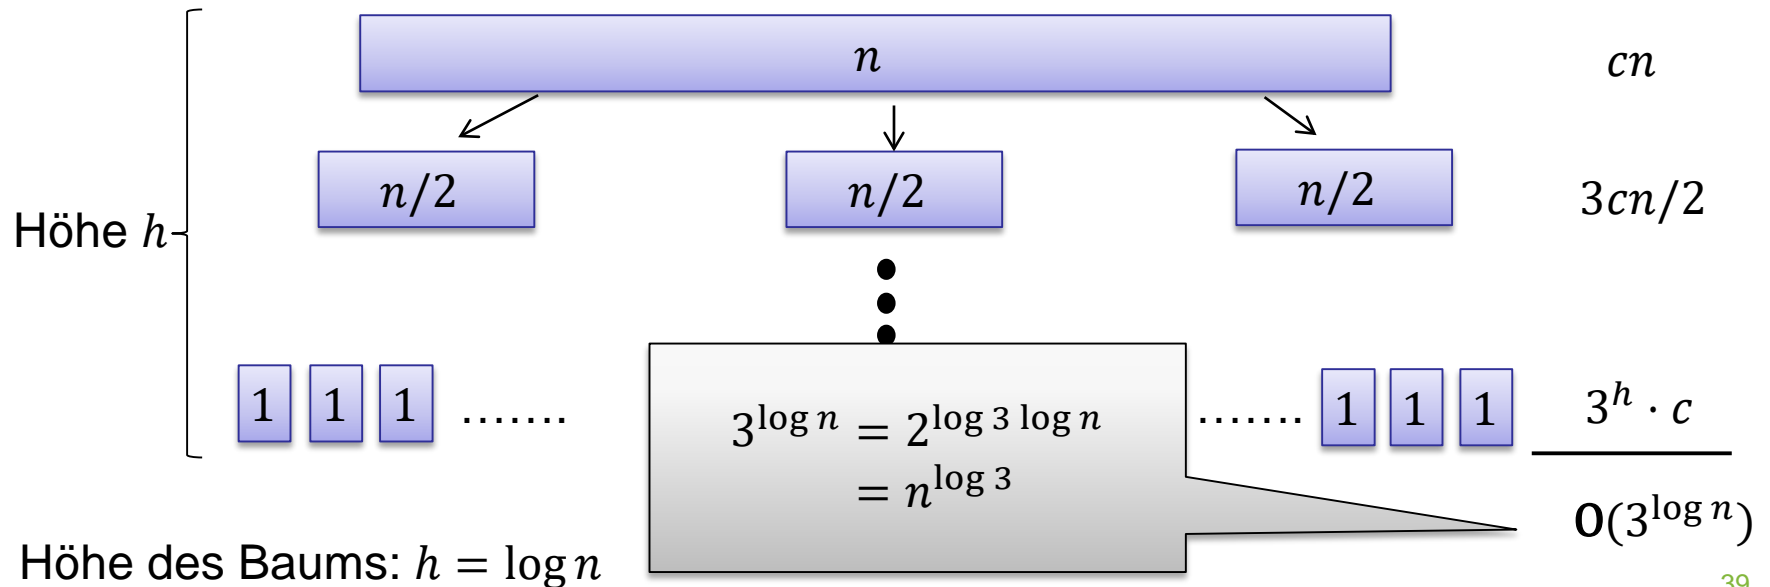 n
cn
n/2 n/2 n/2
3cn/2
Höhe h
1 1 1 ....... ....... 1 1 1
3^h · c
3^{log n} = 2^{log 3 log n}
= n^{log 3}
O(3^{log n})
Höhe des Baums: h = log n
39